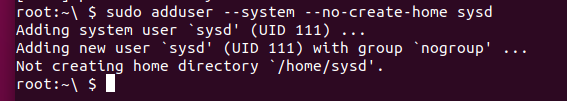 root:~\ $ sudo adduser --system --no-create-home sysd
Adding system user `sysd' (UID 111) ...
Adding new user `sysd' (UID 111) with group `nogroup' ...
Not creating home directory `/home/sysd'.
root:~\ $